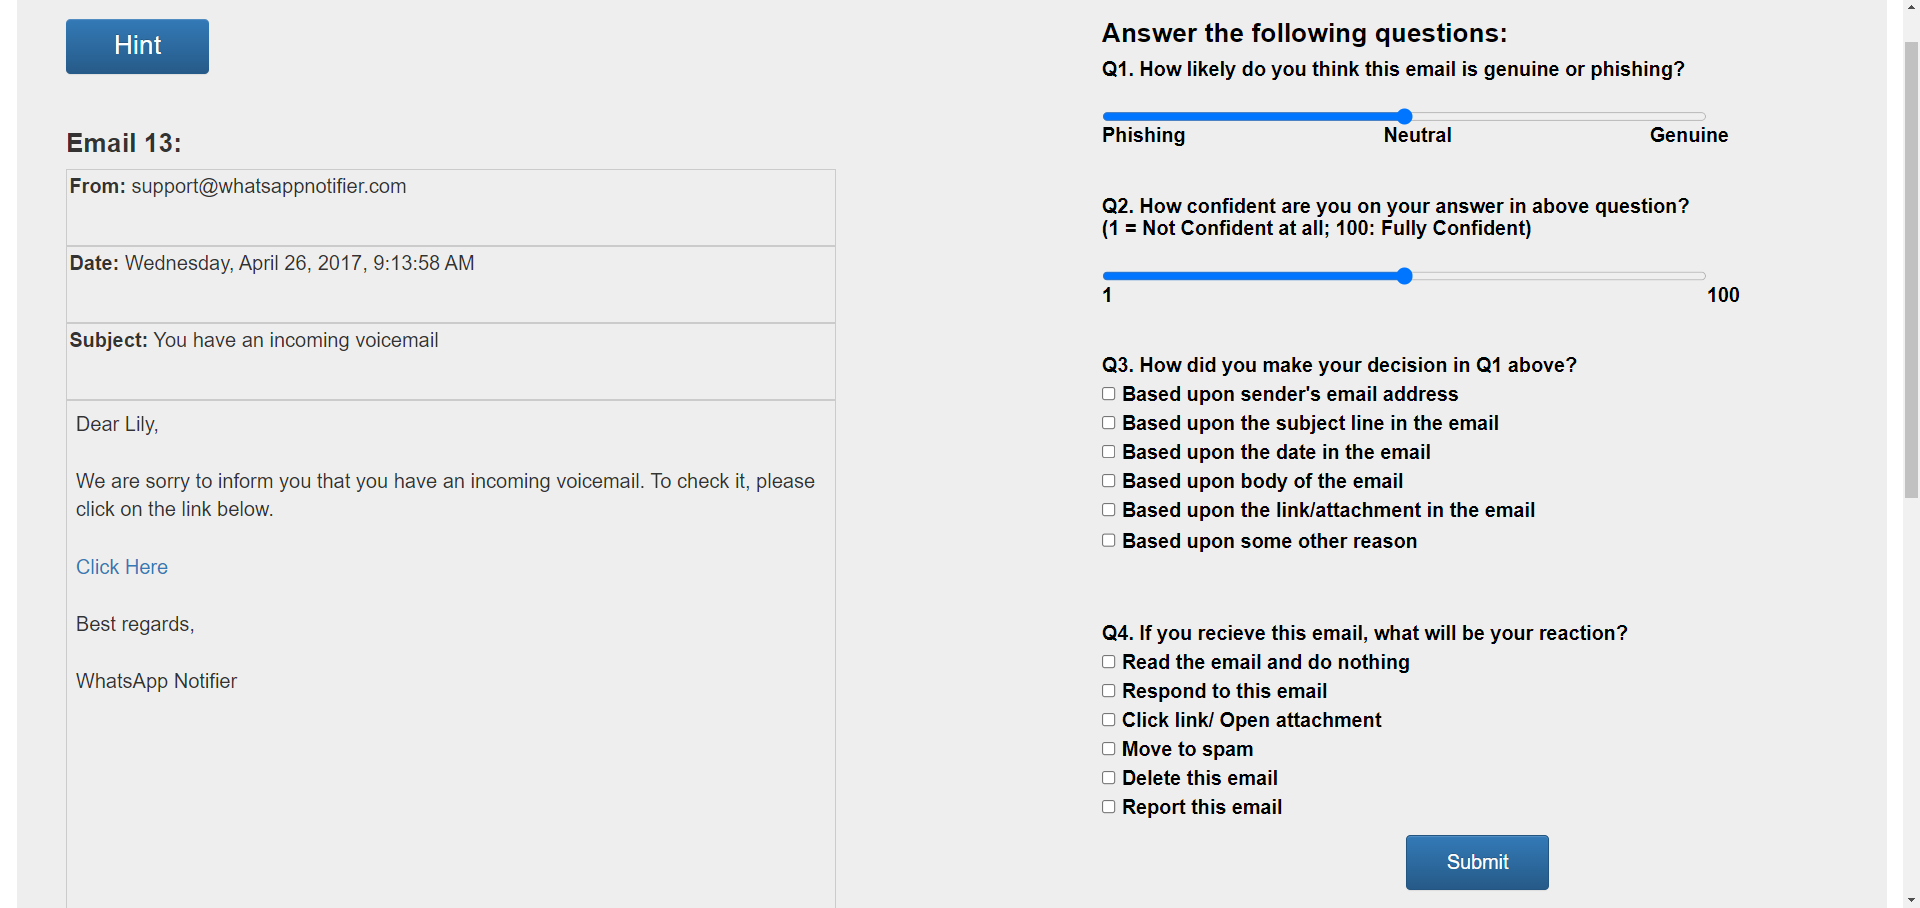 Hint
Email 13:
From: support@whatsappnotifier.com
Date: Wednesday, April 26, 2017, 9:13:58 AM
Subject: You have an incoming voicemail
Dear Lily,
We are sorry to inform you that you have an incoming voicemail. To check it, please
click on the link below.
Click Here
Best regards,
WhatsApp Notifier
Answer the following questions:
Q1. How likely do you think this email is genuine or phishing?
Phishing Neutral Genuine
Q2. How confident are you on your answer in above question?
(1 = Not Confident at all; 100: Fully Confident)
1 100
Q3. How did you make your decision in Q1 above?
Based upon sender's email address
Based upon the subject line in the email
Based upon the date in the email
Based upon body of the email
Based upon the link/attachment in the email
Based upon some other reason
Q4. If you recieve this email, what will be your reaction?
Read the email and do nothing
Respond to this email
Click link/ Open attachment
Move to spam
Delete this email
Report this email
Submit